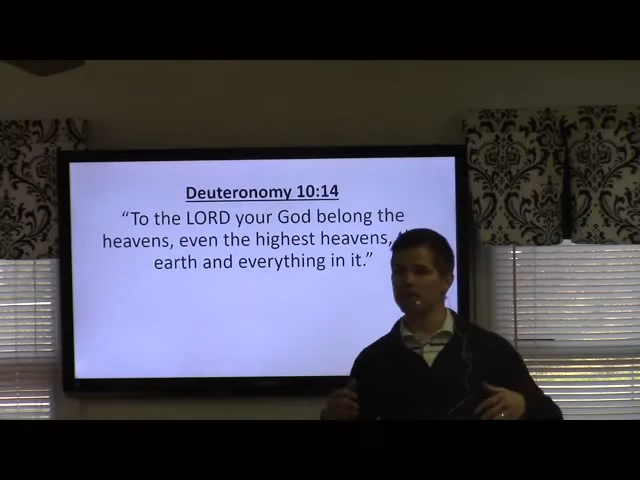 Deuteronomy 10:14
“To the LORD your God belong the
heavens, even the highest heavens,
earth and everything in it.”